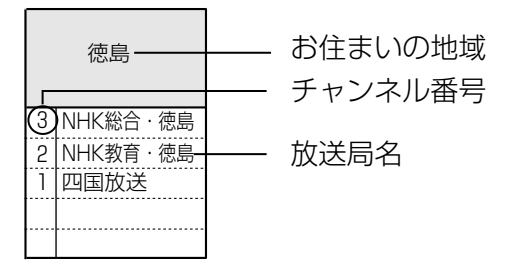 徳島
お住まいの地域
チャンネル番号
3 NHK総合・徳島
2 NHK教育・徳島
放送局名
1 四国放送